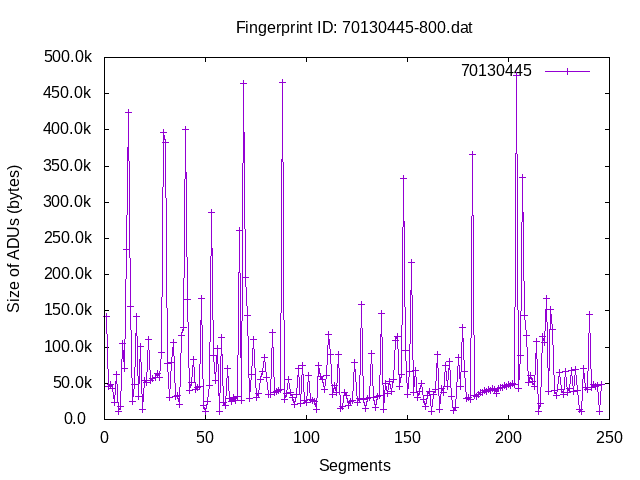 Fingerprint ID: 70130445-800.dat
500.0k
70130445
450.0k
400.0k
350.0k
300.0k
250.0k
200.0k
150.0k
100.0k
50.0k
0.0
Size of ADUs (bytes)
0 50 100 150 200 250
Segments